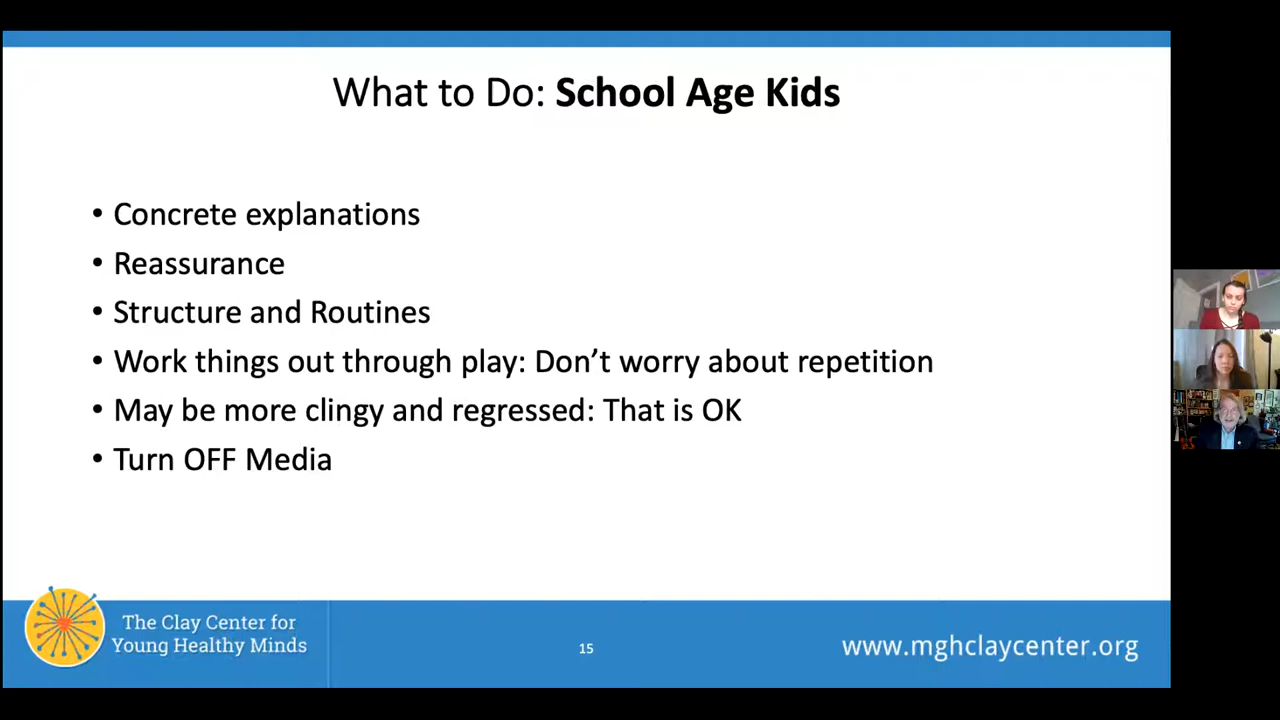 What to Do: School Age Kids
• Concrete explanations
• Reassurance
• Structure and Routines
• Work things out through play: Don’t worry about repetition
• May be more clingy and regressed: That is OK
• Turn OFF Media
The Clay Center for
Young Healthy Minds
15
www.mghclaycenter.org